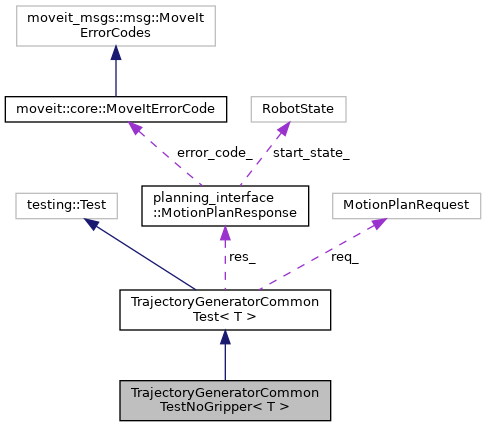 moveit_msgs::msg::MoveIt
ErrorCodes
moveit::core::MoveItErrorCode
RobotState
error_code_
start_state_
testing::Test
planning_interface
::MotionPlanResponse
MotionPlanRequest
res_
req_
TrajectoryGeneratorCommon
Test< T >
TrajectoryGeneratorCommon
TestNoGripper< T >